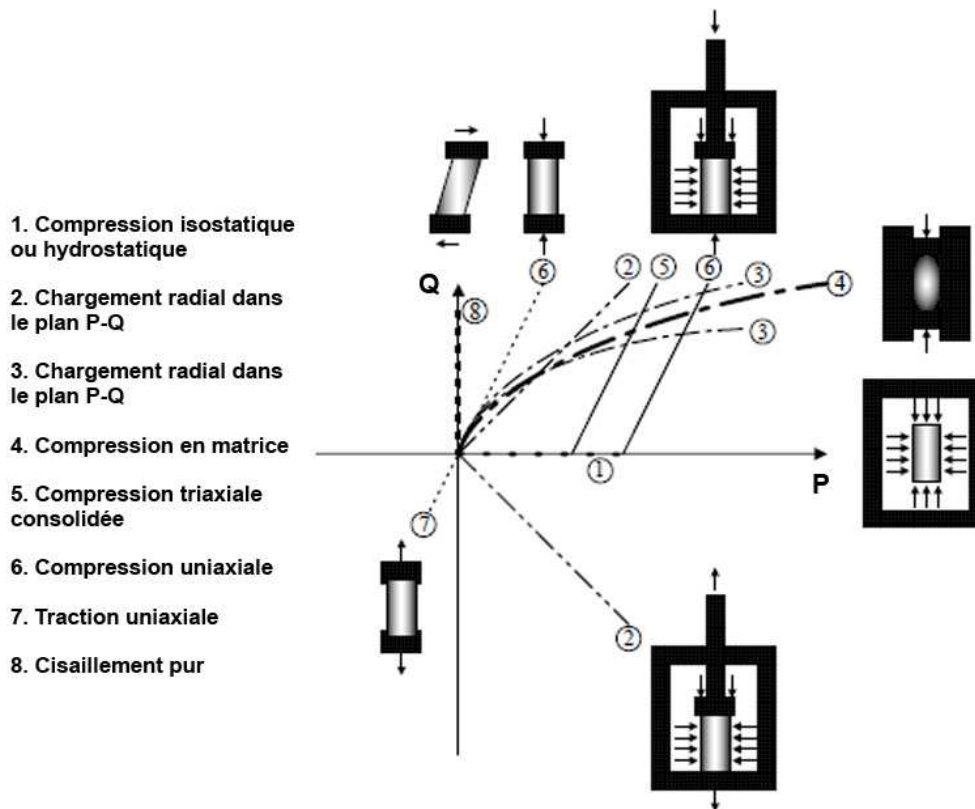 1. Compression isostatique
ou hydrostatique
2. Chargement radial dans
le plan P-Q
3. Chargement radial dans
le plan P-Q
4. Compression en matrice
5. Compression triaxiale
consolidée
6. Compression uniaxiale
7. Traction uniaxiale
8. Cisaillement pur
Q
6
2
5
6
3
4
8
3
1
P
7
2